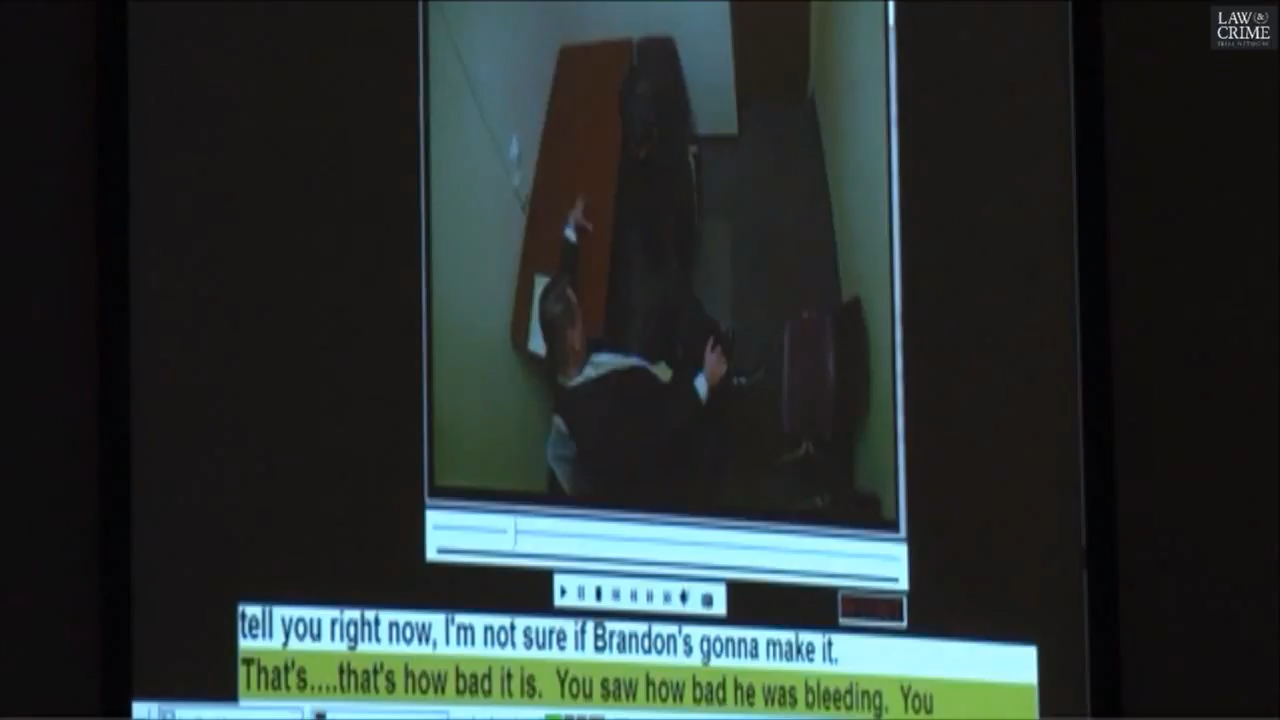 LAW &
CRIME
tell you right now, I'm not sure if Brandon's gonna make it.
That's....that's how bad it is. You saw how bad he was bleeding. You